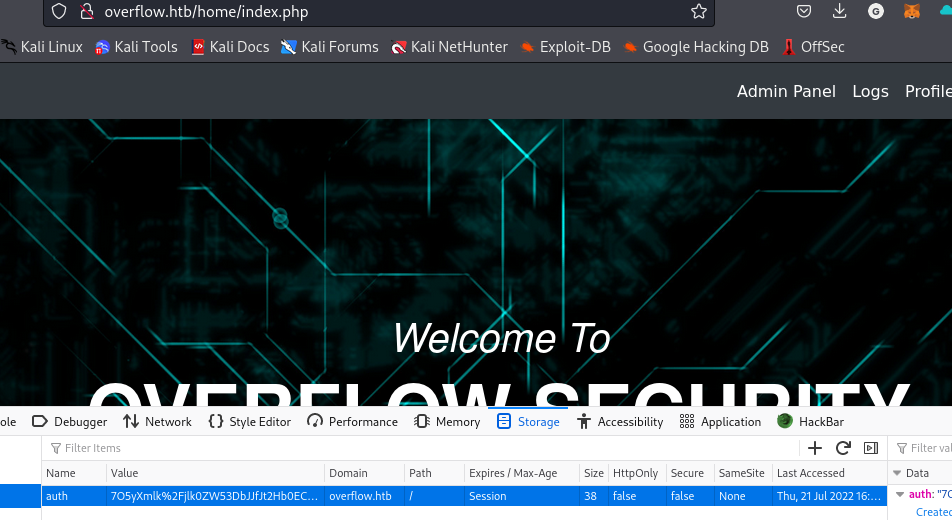 overflow.htb/home/index.php
Kali Linux Kali Tools Kali Docs Kali Forums Kali NetHunter Exploit-DB Google Hacking DB OffSec
Admin Panel Logs Profile
Welcome To
OVERFLOW SECURITY
ole Debugger Network Style Editor Performance Memory Storage Accessibility Application HackBar
Filter Items Filter val
Name Value Domain Path Expires / Max-Age Size HttpOnly Secure SameSite Last Accessed Data
auth 7O5yXmlk%2Fjlk0ZW53DbJJfJt2Hb0EC... overflow.htb / Session 38 false false None Thu, 21 Jul 2022 16:... auth: "7O
Created